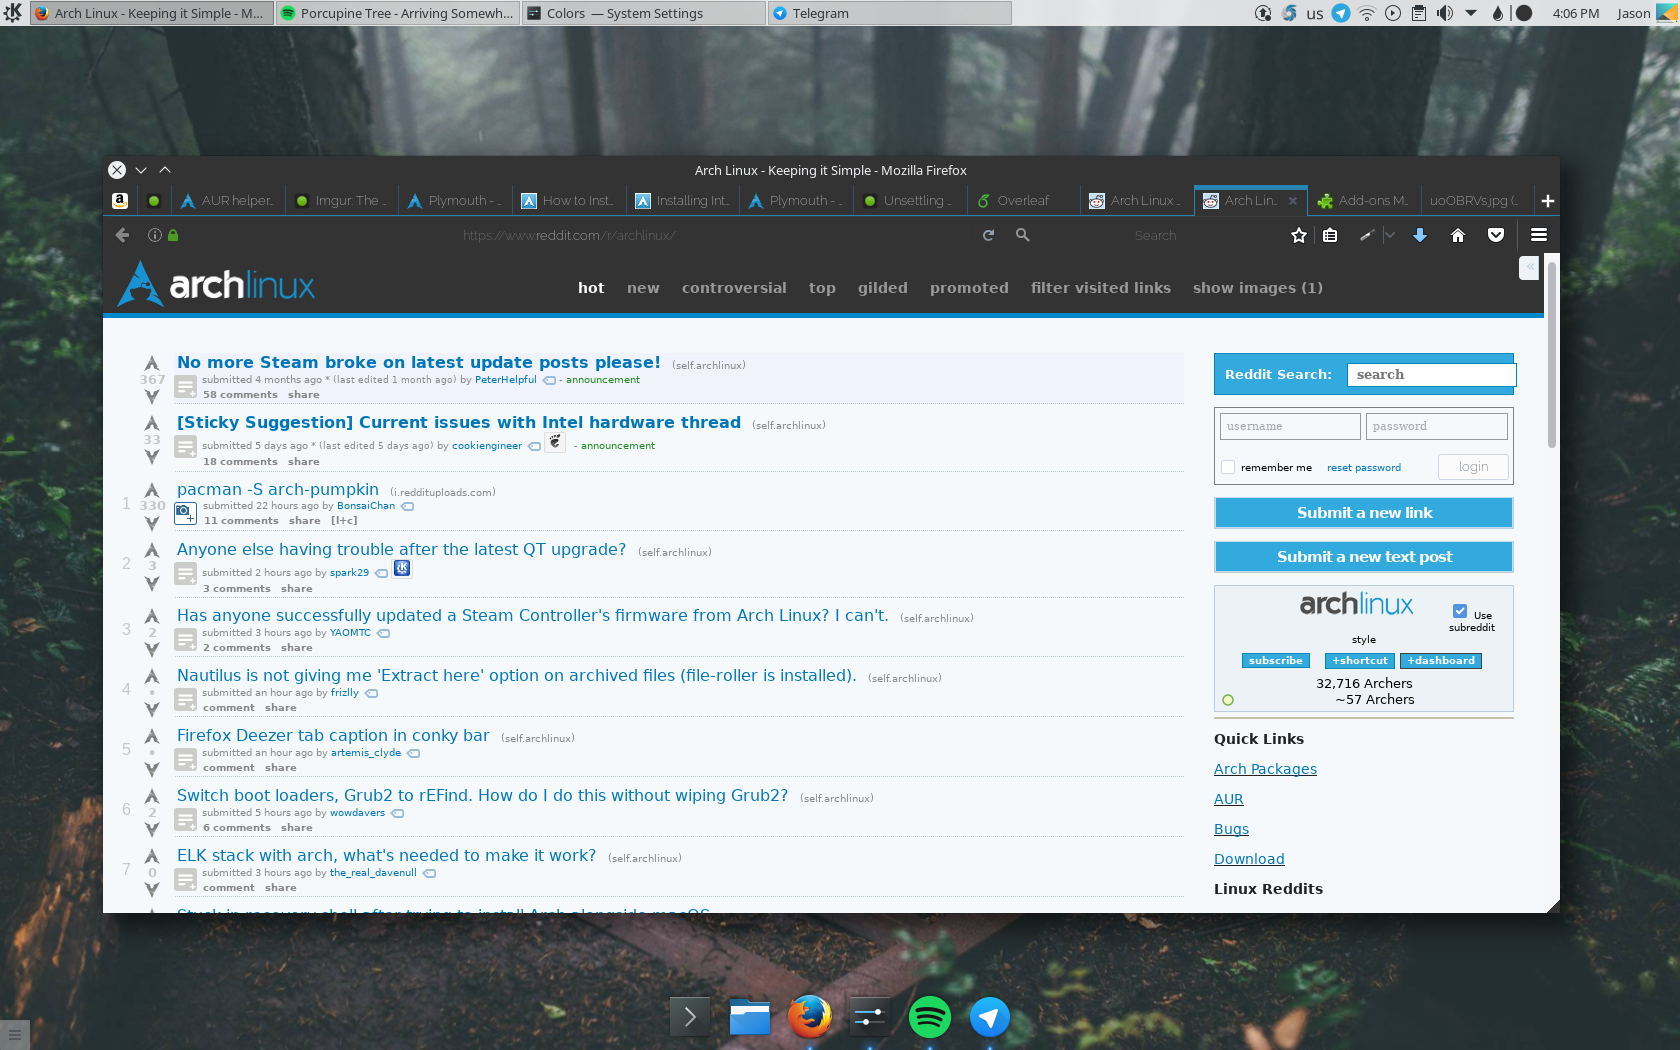 Arch Linux - Keeping it Simple - M...
Porcupine Tree - Arriving Somewh...
Colors — System Settings
Telegram
us
4:06 PM
Jason
Arch Linux - Keeping it Simple - Mozilla Firefox
AUR helper..
Imgur: The ..
Plymouth - ..
How to Inst..
Installing Int..
Plymouth - ..
Unsettling ..
Overleaf
Arch Linux ..
Arch Lin..
Add-ons M..
uoOBRVs.jpg (..
https://www.reddit.com/r/archlinux/
Search
archlinux
hot
new
controversial
top
gilded
promoted
filter visited links
show images (1)
No more Steam broke on latest update posts please! (self.archlinux)
367
submitted 4 months ago * (last edited 1 month ago) by PeterHelpful - announcement
58 comments share
[Sticky Suggestion] Current issues with Intel hardware thread (self.archlinux)
33
submitted 5 days ago * (last edited 5 days ago) by cookiengineer - announcement
18 comments share
pacman -S arch-pumpkin (i.reddituploads.com)
1 330
submitted 22 hours ago by BonsaiChan
11 comments share [l+c]
Anyone else having trouble after the latest QT upgrade? (self.archlinux)
2 3
submitted 2 hours ago by spark29
3 comments share
Has anyone successfully updated a Steam Controller's firmware from Arch Linux? I can't. (self.archlinux)
3 2
submitted 3 hours ago by YAOMTC
2 comments share
Nautilus is not giving me 'Extract here' option on archived files (file-roller is installed). (self.archlinux)
4 •
submitted an hour ago by frizlly
comment share
Firefox Deezer tab caption in conky bar (self.archlinux)
5 •
submitted an hour ago by artemis_clyde
comment share
Switch boot loaders, Grub2 to rEFind. How do I do this without wiping Grub2? (self.archlinux)
6 2
submitted 5 hours ago by wowdavers
6 comments share
ELK stack with arch, what's needed to make it work? (self.archlinux)
7 0
submitted 3 hours ago by the_real_davenull
comment share
Stuck in recovery shell after trying to install Arch alongside macOS
Reddit Search:
search
username
password
remember me
reset password
login
Submit a new link
Submit a new text post
archlinux
Use subreddit
style
subscribe
+shortcut
+dashboard
32,716 Archers
~57 Archers
Quick Links
Arch Packages
AUR
Bugs
Download
Linux Reddits